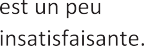 est un peu
insatisfaisante.